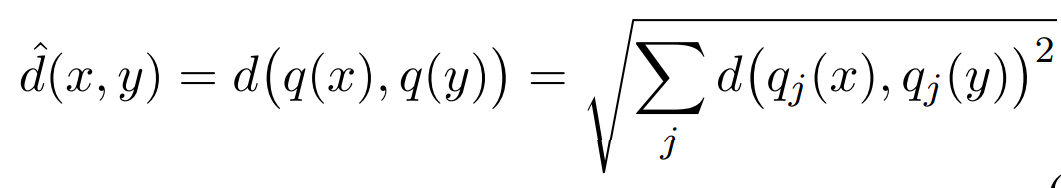 d̂(x, y) = d(q(x), q(y)) = √∑_j d(q_j(x), q_j(y))²